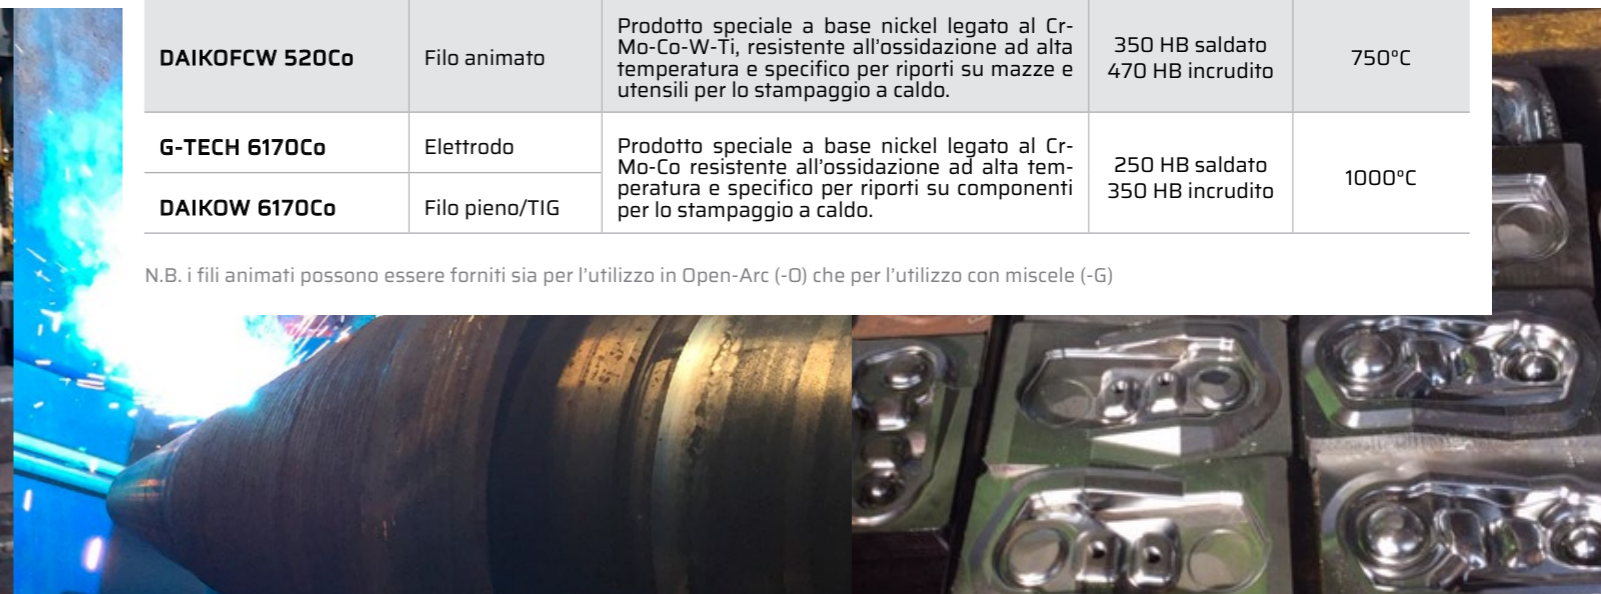 DAIKOFCW 520Co
Filo animato
Prodotto speciale a base nickel legato al Cr-
Mo-Co-W-Ti, resistente all'ossidazione ad alta
temperatura e specifico per riporti su mazze e
utensili per lo stampaggio a caldo.
350 HB saldato
470 HB incrudito
750°C
G-TECH 6170Co
Elettrodo
DAIKOW 6170Co
Filo pieno/TIG
Prodotto speciale a base nickel legato al Cr-
Mo-Co resistente all'ossidazione ad alta tem-
peratura e specifico per riporti su componenti
per lo stampaggio a caldo.
250 HB saldato
350 HB incrudito
1000°C
N.B. i fili animati possono essere forniti sia per l'utilizzo in Open-Arc (-O) che per l'utilizzo con miscele (-G)